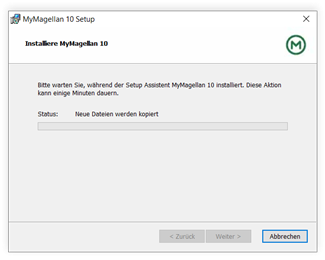 MyMagellan 10 Setup
Installiere MyMagellan 10
M
Bitte warten Sie, während der Setup Assistent MyMagellan 10 installiert. Diese Aktion
kann einige Minuten dauern.
Status: Neue Dateien werden kopiert
< Zurück Weiter > Abbrechen